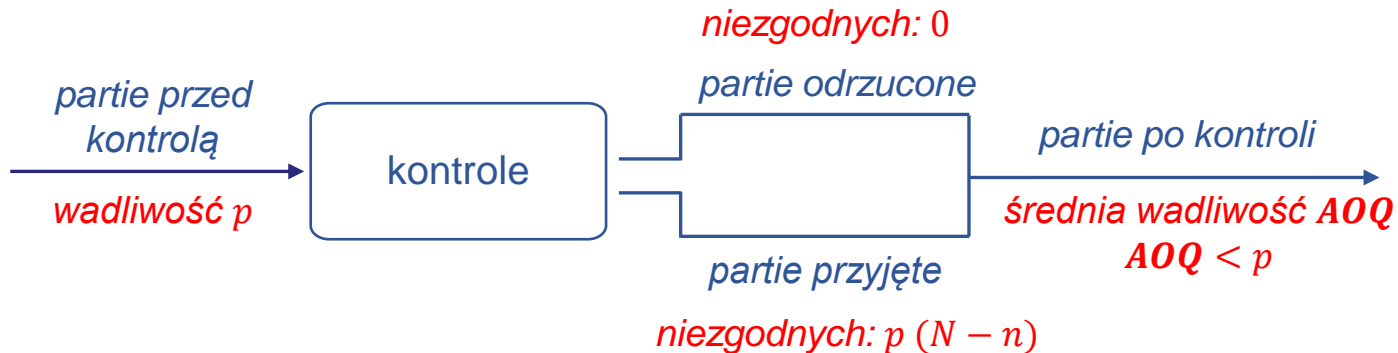 niezgodnych: 0
partie odrzucone
partie przed
kontrolą
wadliwość p
kontrole
partie po kontroli
średnia wadliwość AOQ
AOQ < p
partie przyjęte
niezgodnych: p (N − n)